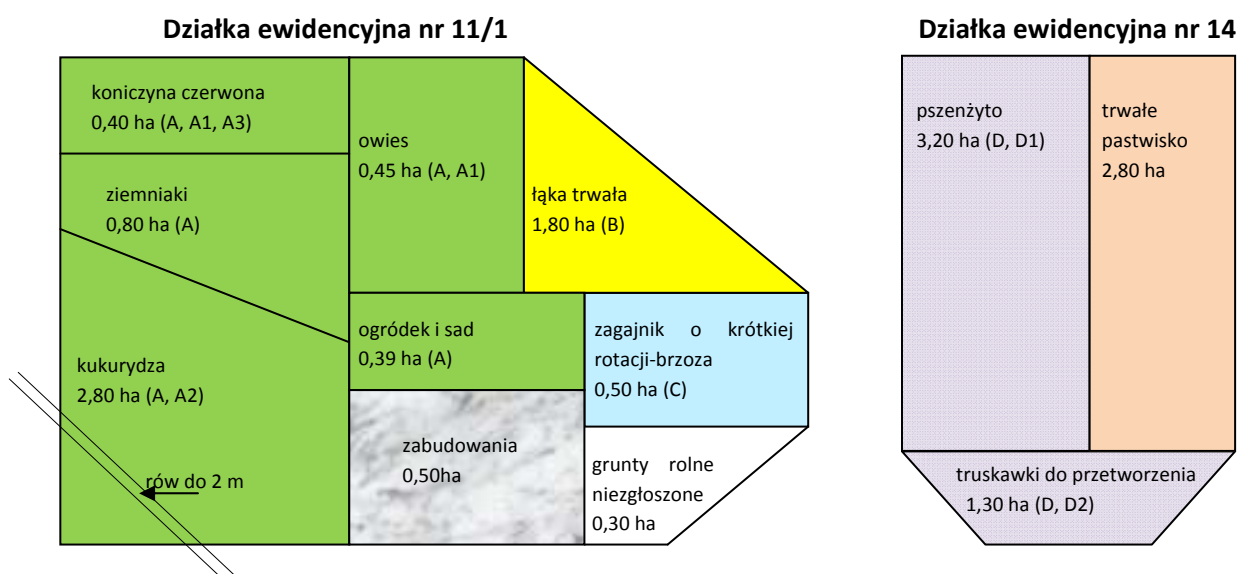 Działka ewidencyjna nr 11/1
koniczyna czerwona
0,40 ha (A, A1, A3)
ziemniaki
0,80 ha (A)
kukurydza
2,80 ha (A, A2)
rów do 2 m
owies
0,45 ha (A, A1)
łąka trwała
1,80 ha (B)
ogródek i sad
0,39 ha (A)
zagajnik o krótkiej
rotacji-brzoza
0,50 ha (C)
zabudowania
0,50ha
grunty rolne
niezgłoszone
0,30 ha
Działka ewidencyjna nr 14
pszenżyto
3,20 ha (D, D1)
trwałe
pastwisko
2,80 ha
truskawki do przetworzenia
1,30 ha (D, D2)